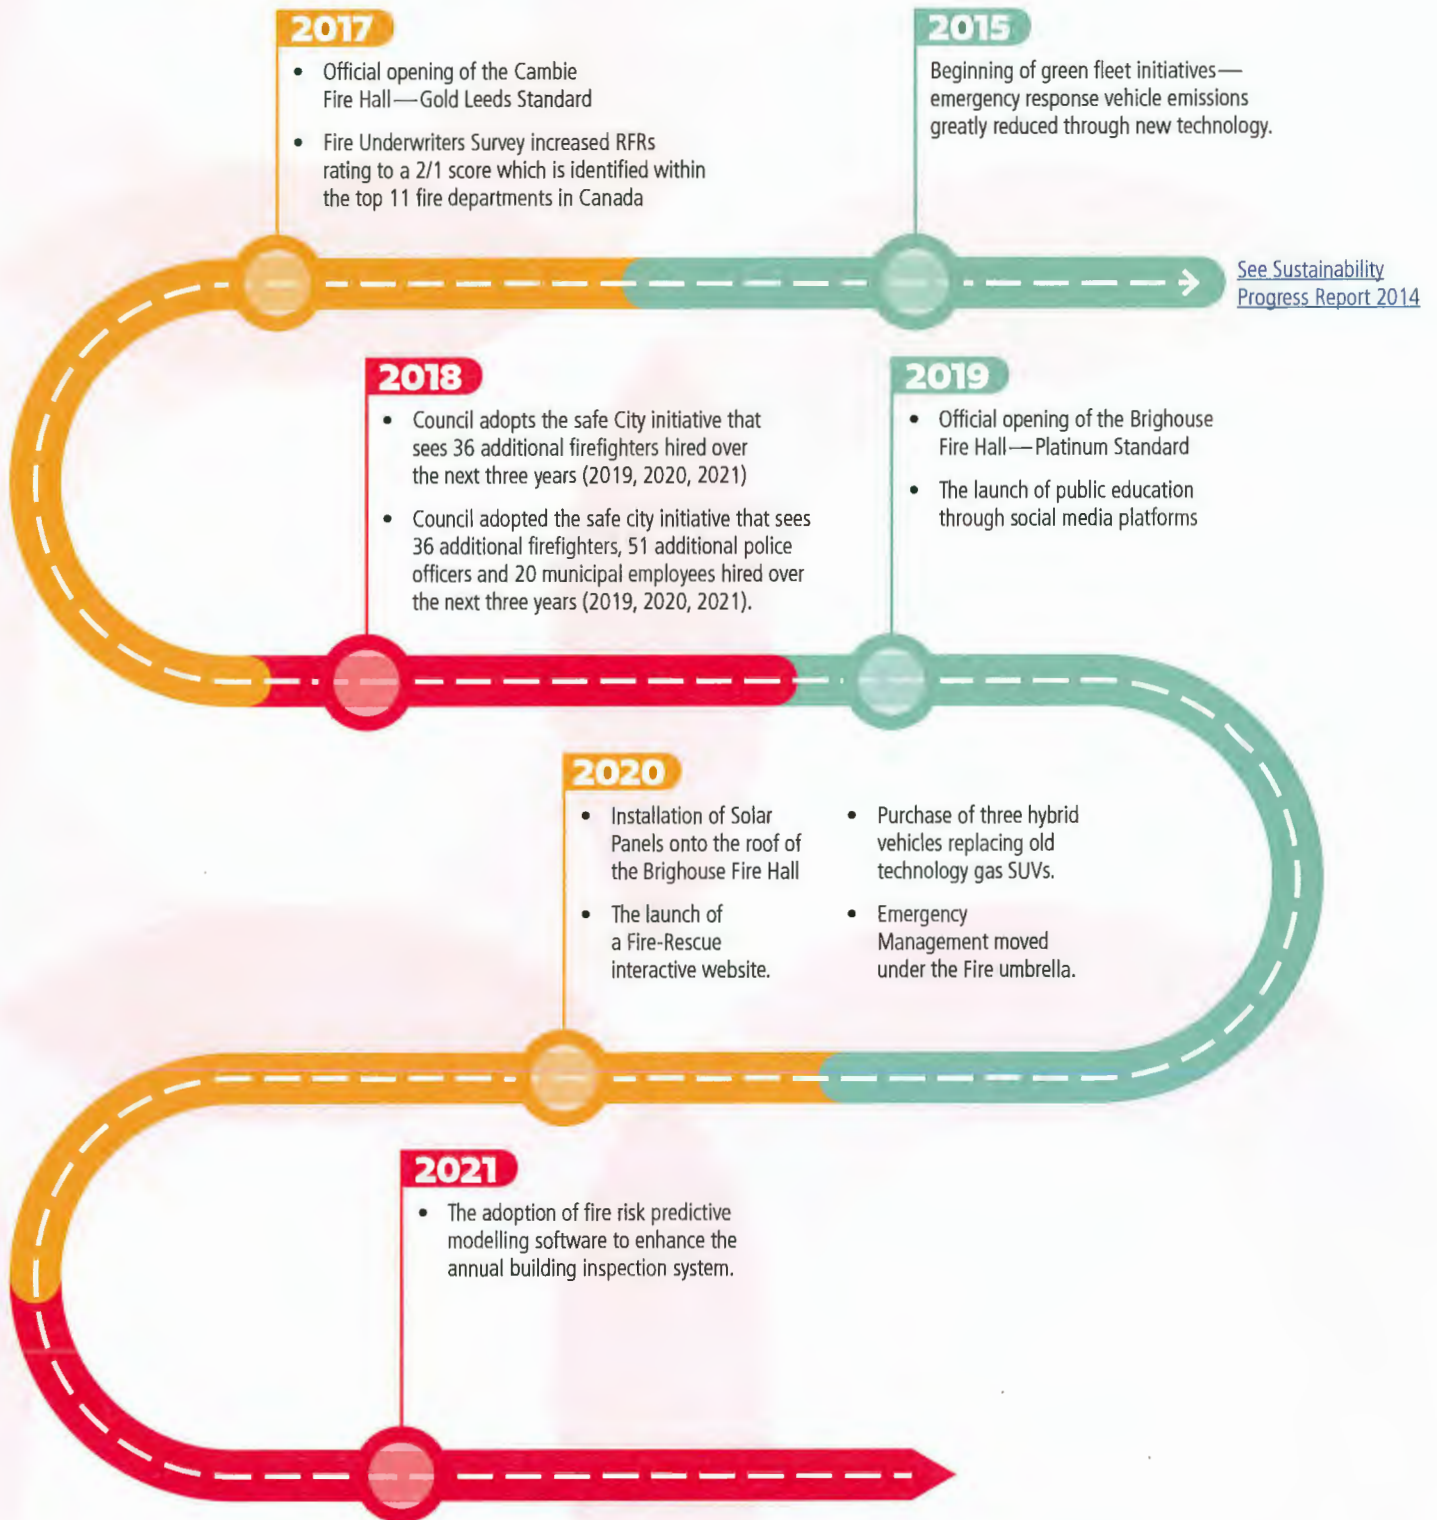 2017
• Official opening of the Cambie
Fire Hall—Gold Leeds Standard
• Fire Underwriters Survey increased RFRs
rating to a 2/1 score which is identified within
the top 11 fire departments in Canada
2015
Beginning of green fleet initiatives—
emergency response vehicle emissions
greatly reduced through new technology.
See Sustainability
Progress Report 2014
2018
• Council adopts the safe City initiative that
sees 36 additional firefighters hired over
the next three years (2019, 2020, 2021)
• Council adopted the safe city initiative that sees
36 additional firefighters, 51 additional police
officers and 20 municipal employees hired over
the next three years (2019, 2020, 2021).
2019
• Official opening of the Brighouse
Fire Hall—Platinum Standard
• The launch of public education
through social media platforms
2020
• Installation of Solar
Panels onto the roof of
the Brighouse Fire Hall
• The launch of
a Fire-Rescue
interactive website.
• Purchase of three hybrid
vehicles replacing old
technology gas SUVs.
• Emergency
Management moved
under the Fire umbrella.
2021
• The adoption of fire risk predictive
modelling software to enhance the
annual building inspection system.